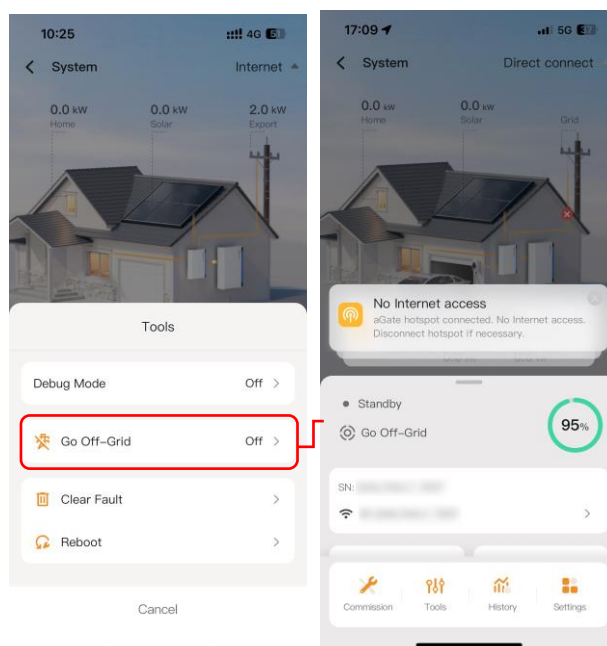 10:25
4G 5
System
Internet
0.0 kW
0.0 kW
2.0 kW
Home
Solar
Export
Tools
Debug Mode
Off
Go Off-Grid
Off
Clear Fault
Reboot
Cancel
17:09
5G 37
System
Direct connect
0.0 kW
0.0 kW
Home
Solar
Grid
No Internet access
aGate hotspot connected. No Internet access.
Disconnect hotspot if necessary.
Standby
Go Off-Grid
95%
SN:
Commission
Tools
History
Settings